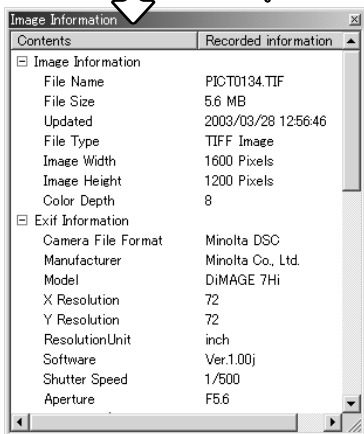 Image Information
Contents Recorded information
Image Information
File Name PICT0134.TIF
File Size 5.6 MB
Updated 2003/03/28 12:56:46
File Type TIFF Image
Image Width 1600 Pixels
Image Height 1200 Pixels
Color Depth 8
Exif Information
Camera File Format Minolta DSC
Manufacturer Minolta Co., Ltd.
Model DiMAGE 7Hi
X Resolution 72
Y Resolution 72
ResolutionUnit inch
Software Ver.1.00j
Shutter Speed 1/500
Aperture F5.6